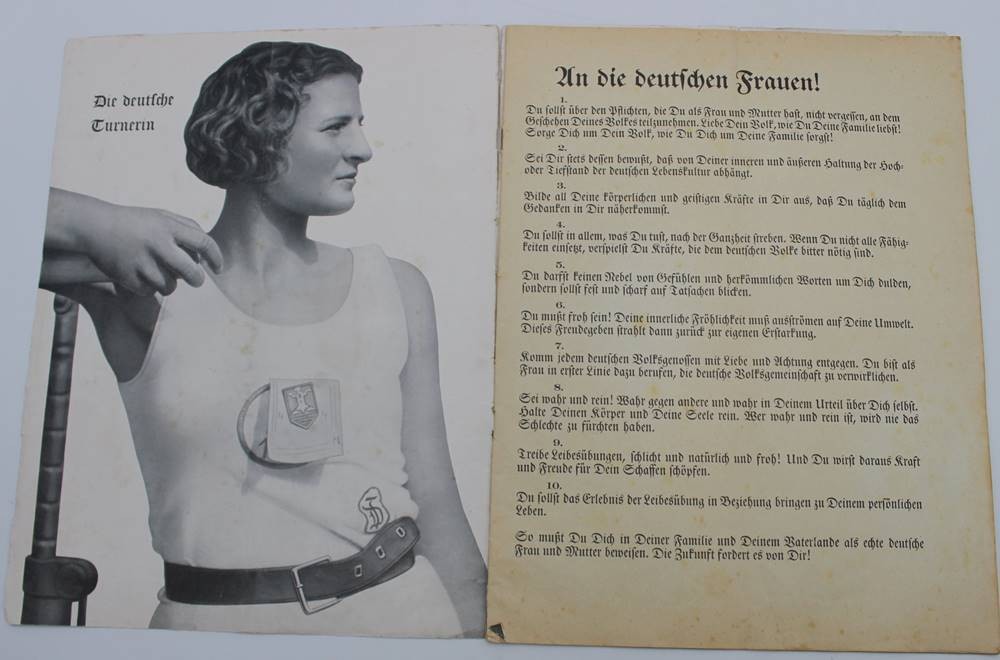 Die deutsche
Turnerin
An die deutschen Frauen!
1.
Du sollst über den Pflichten, die Du als Frau und Mutter hast, nicht vergessen, an dem
Geschehen Deines Volkes teilzunehmen. Liebe Dein Volk, wie Du Deine Familie liebst!
Sorge Dich um Dein Volk, wie Du Dich um Deine Familie sorgst!
2.
Sei Dir stets dessen bewußt, daß von Deiner inneren und äußeren Haltung der Hoch-
oder Tiefstand der deutschen Lebenskultur abhängt.
3.
Bilde all Deine körperlichen und geistigen Kräfte in Dir aus, daß Du täglich dem
Gedanken in Dir näherkommst.
4.
Du sollst in allem, was Du tust, nach der Ganzheit streben. Wenn Du nicht alle Fähig-
keiten einsetzt, verspielst Du Kräfte, die dem deutschen Volke bitter nötig sind.
5.
Du darfst keinen Nebel von Gefühlen und herkömmlichen Worten um Dich dulden,
sondern sollst fest und scharf auf Tatsachen blicken.
6.
Du mußt froh sein! Deine innerliche Fröhlichkeit muß ausströmen auf Deine Umwelt.
Dieses Freudegeben strahlt dann zurück zur eigenen Erstarkung.
7.
Komm jedem deutschen Volksgenossen mit Liebe und Achtung entgegen. Du bist als
Frau in erster Linie dazu berufen, die deutsche Volksgemeinschaft zu verwirklichen.
8.
Sei wahr und rein! Wahr gegen andere und wahr in Deinem Urteil über Dich selbst.
Halte Deinen Körper und Deine Seele rein. Wer wahr und rein ist, wird nie das
Schlechte zu fürchten haben.
9.
Treibe Leibesübungen, schlicht und natürlich und froh! Und Du wirst daraus Kraft
und Freude für Dein Schaffen schöpfen.
10.
Du sollst das Erlebnis der Leibesübung in Beziehung bringen zu Deinem persönlichen
Leben.
So mußt Du Dich in Deiner Familie und Deinem Vaterlande als echte deutsche
Frau und Mutter beweisen. Die Zukunft fordert es von Dir!